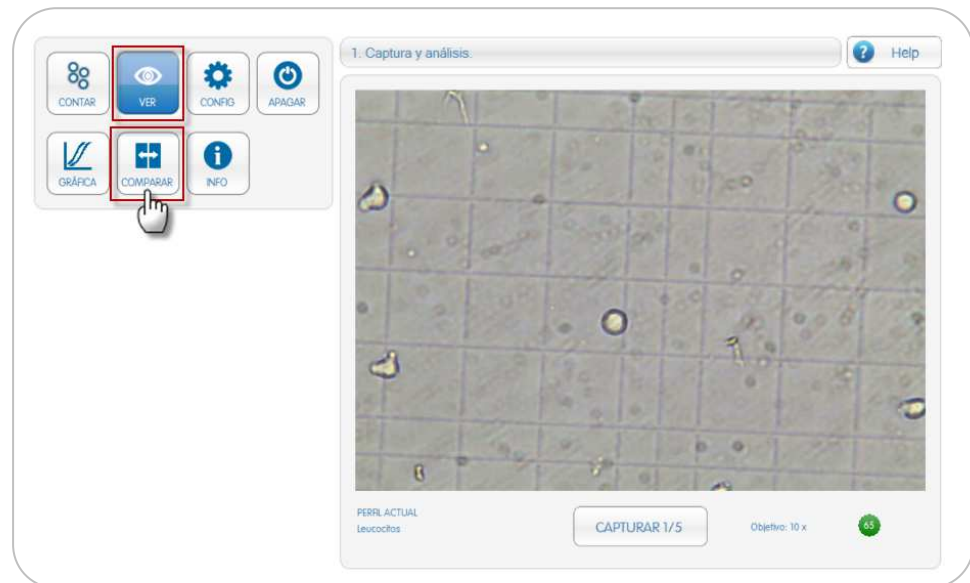 CONTAR VER CONFIG APAGAR
GRÁFICA COMPARAR INFO
1. Captura y análisis.
? Help
PERFIL ACTUAL
Leucocitos
CAPTURAR 1/5
Objetivo: 10 x
65